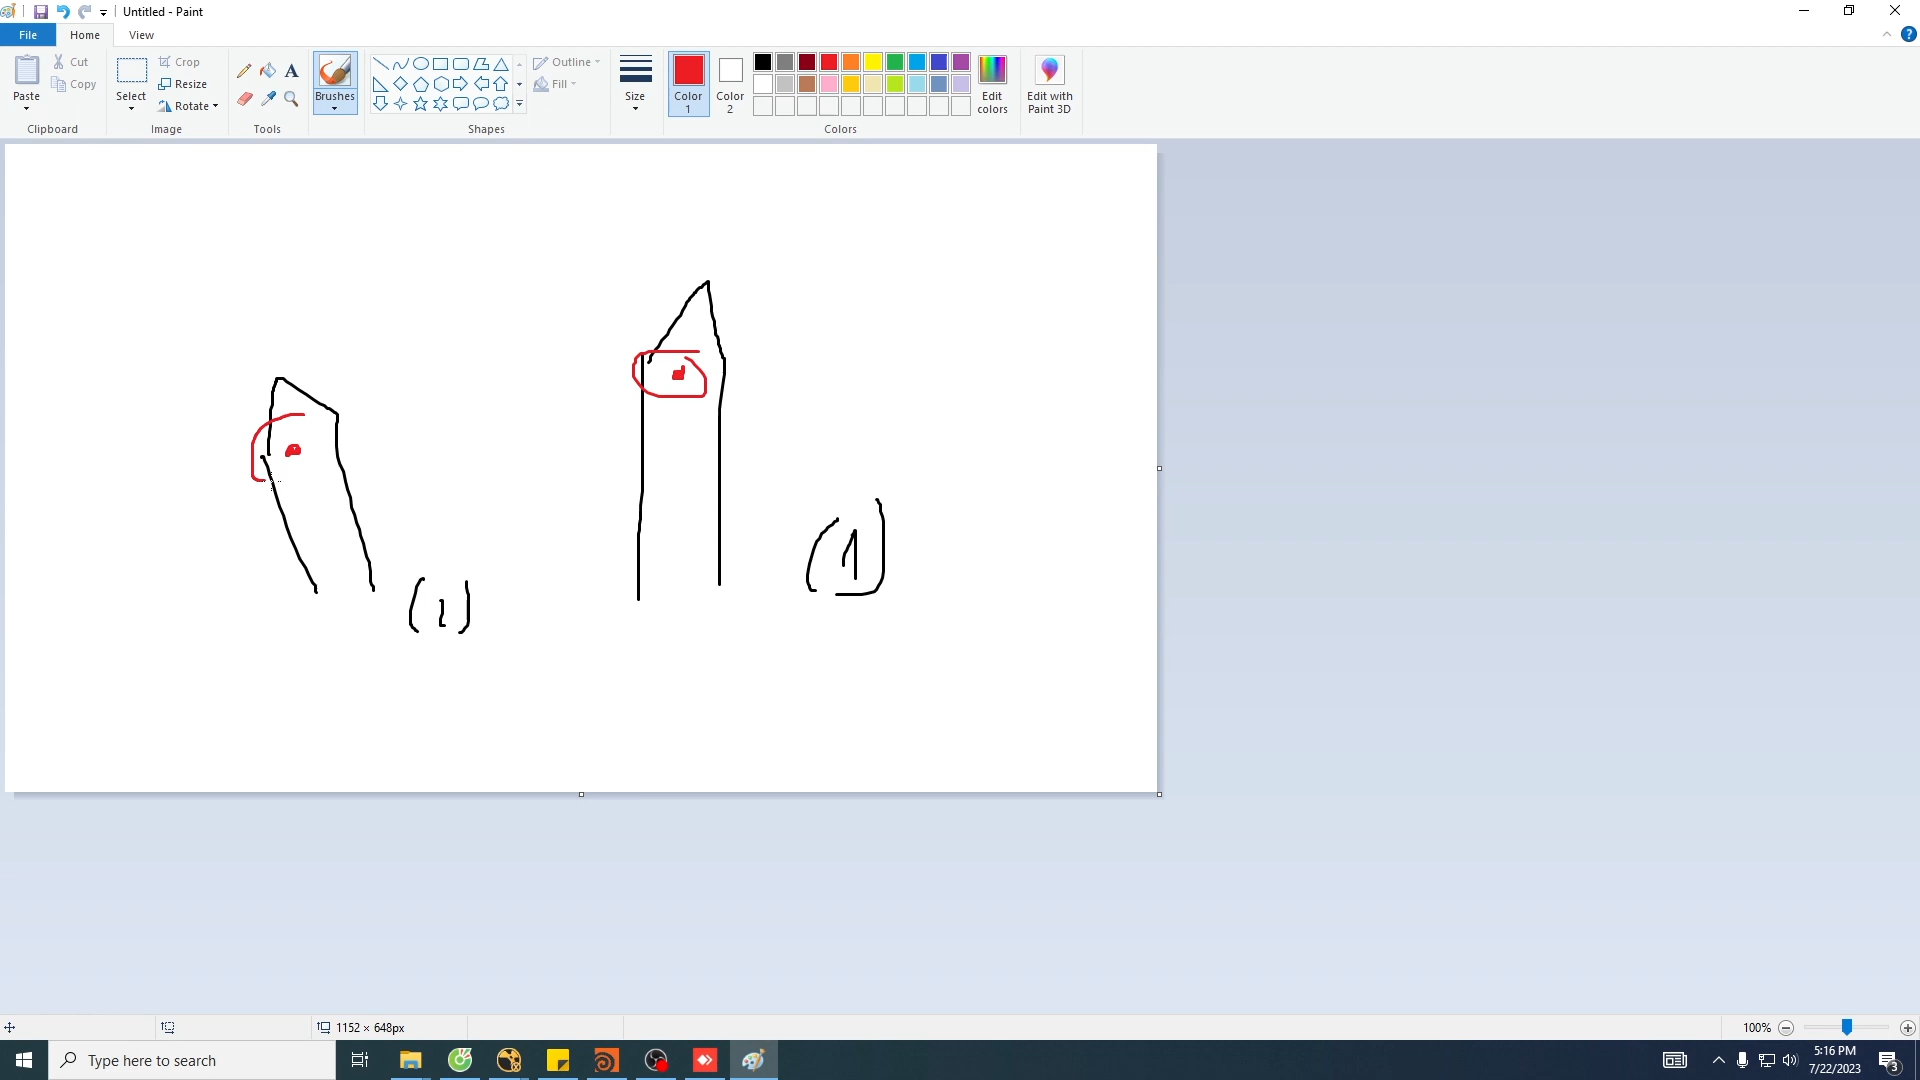 Untitled - Paint
File Home View
Paste Cut Copy Clipboard
Select Crop Resize Rotate Image
A Tools
Brushes
Outline Fill Shapes
Size
Color 1 Color 2 Edit colors Edit with Paint 3D Colors
(1)
1152 × 648px 100%
Type here to search
5:16 PM
7/22/2023
3